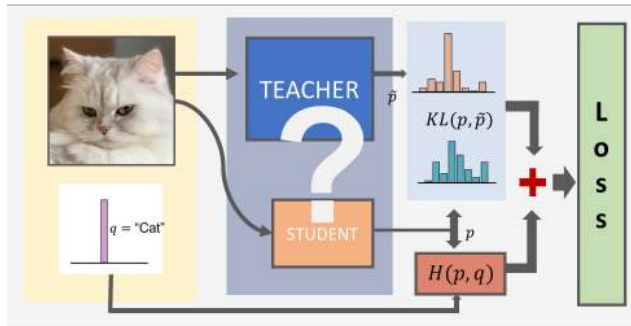 TEACHER
?
STUDENT
q = "Cat"
p̃
KL(p, p̃)
p
H(p, q)
+
L
o
s
s